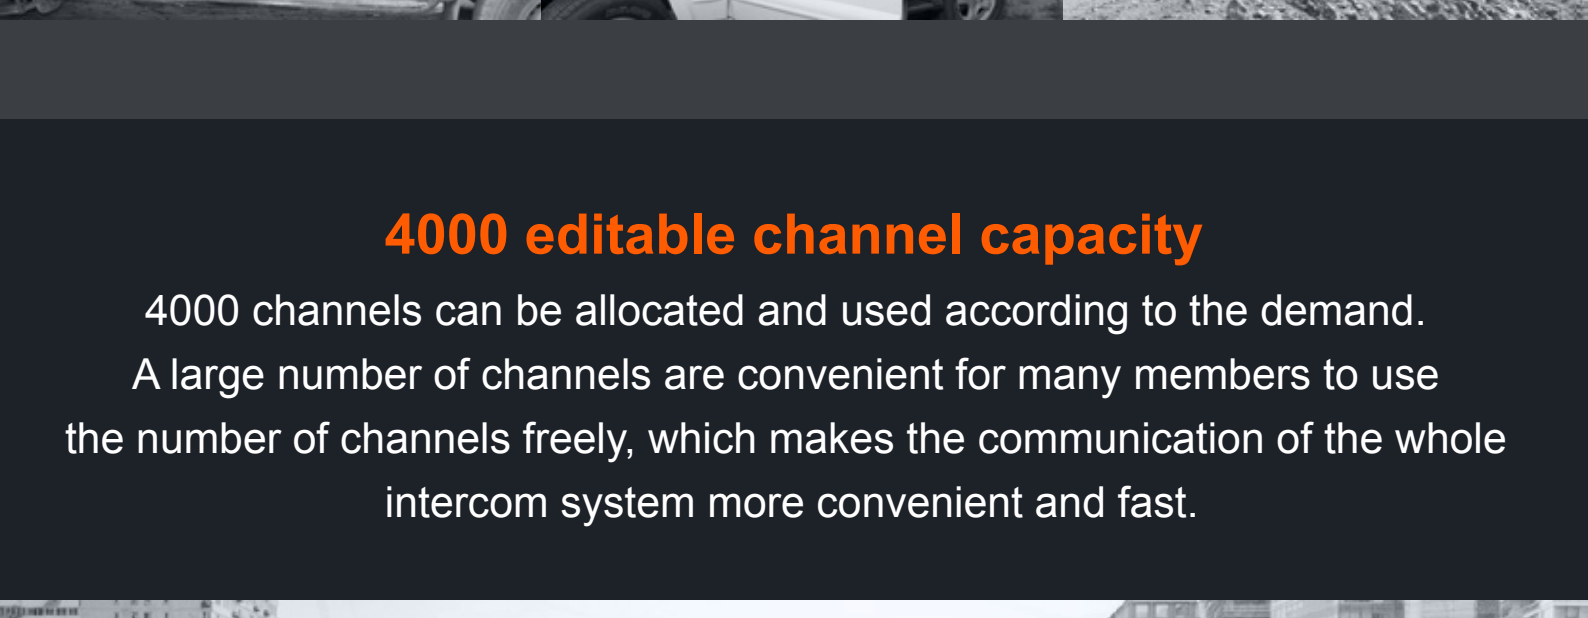 4000 editable channel capacity
4000 channels can be allocated and used according to the demand.
A large number of channels are convenient for many members to use
the number of channels freely, which makes the communication of the whole
intercom system more convenient and fast.